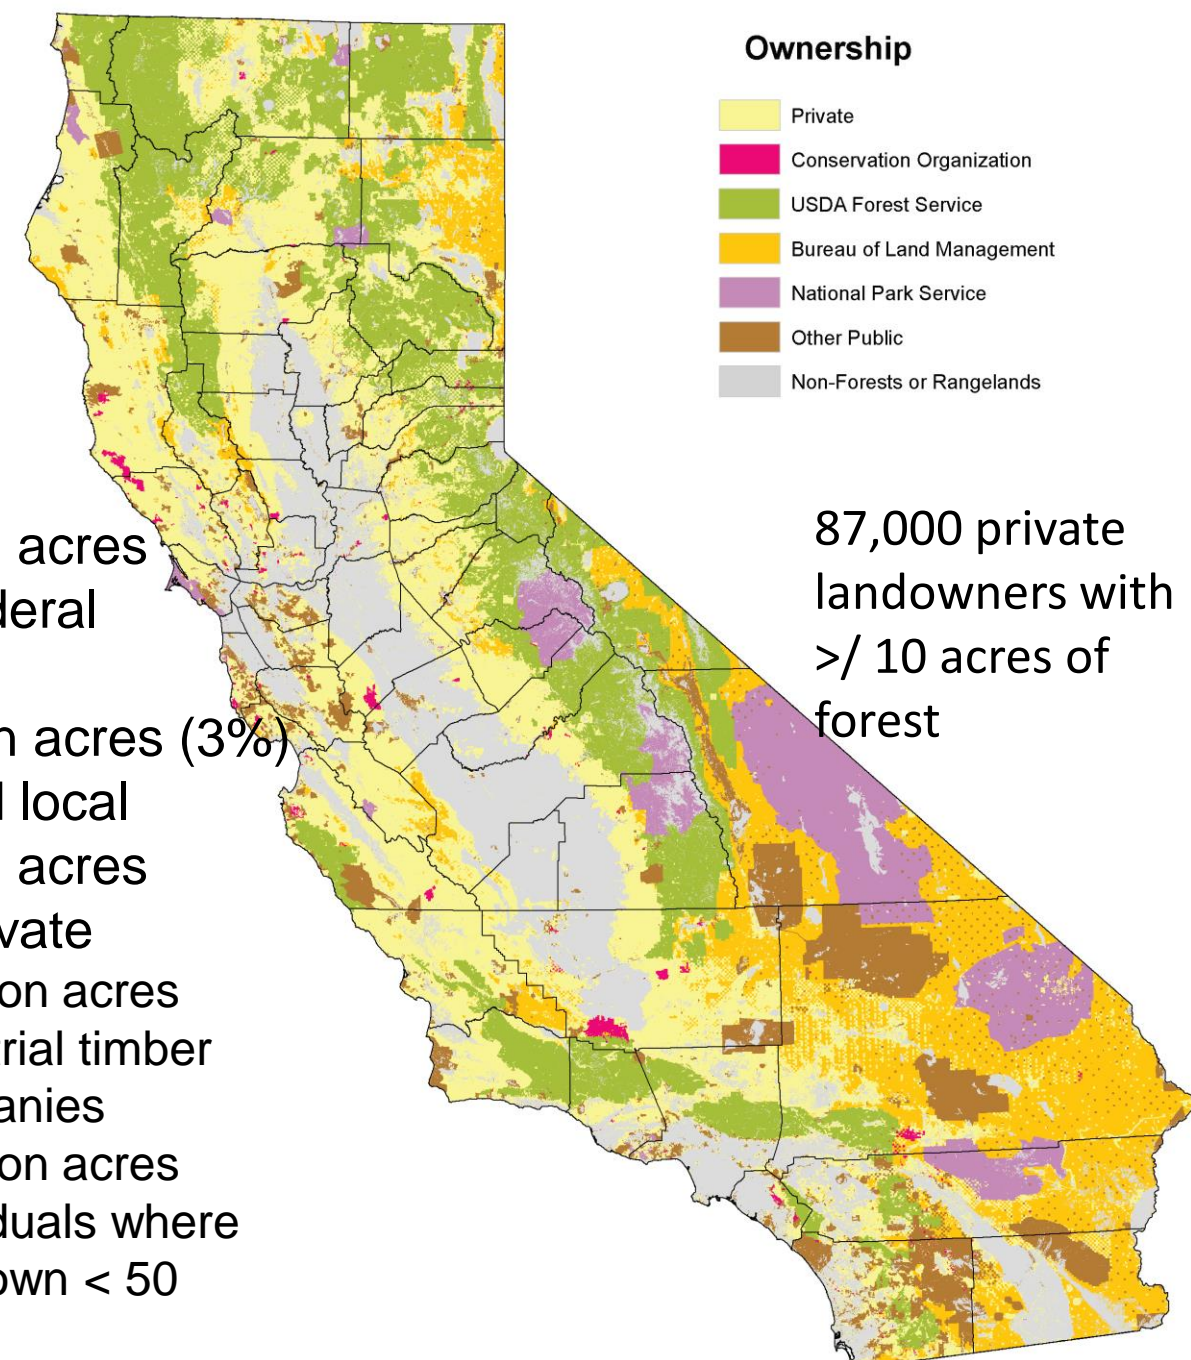 Ownership
Private
Conservation Organization
USDA Forest Service
Bureau of Land Management
National Park Service
Other Public
Non-Forests or Rangelands
acres
deral
n acres (3%)
l local
acres
vate
on acres
rial timber
anies
on acres
duals where
own < 50
87,000 private
landowners with
>/ 10 acres of
forest